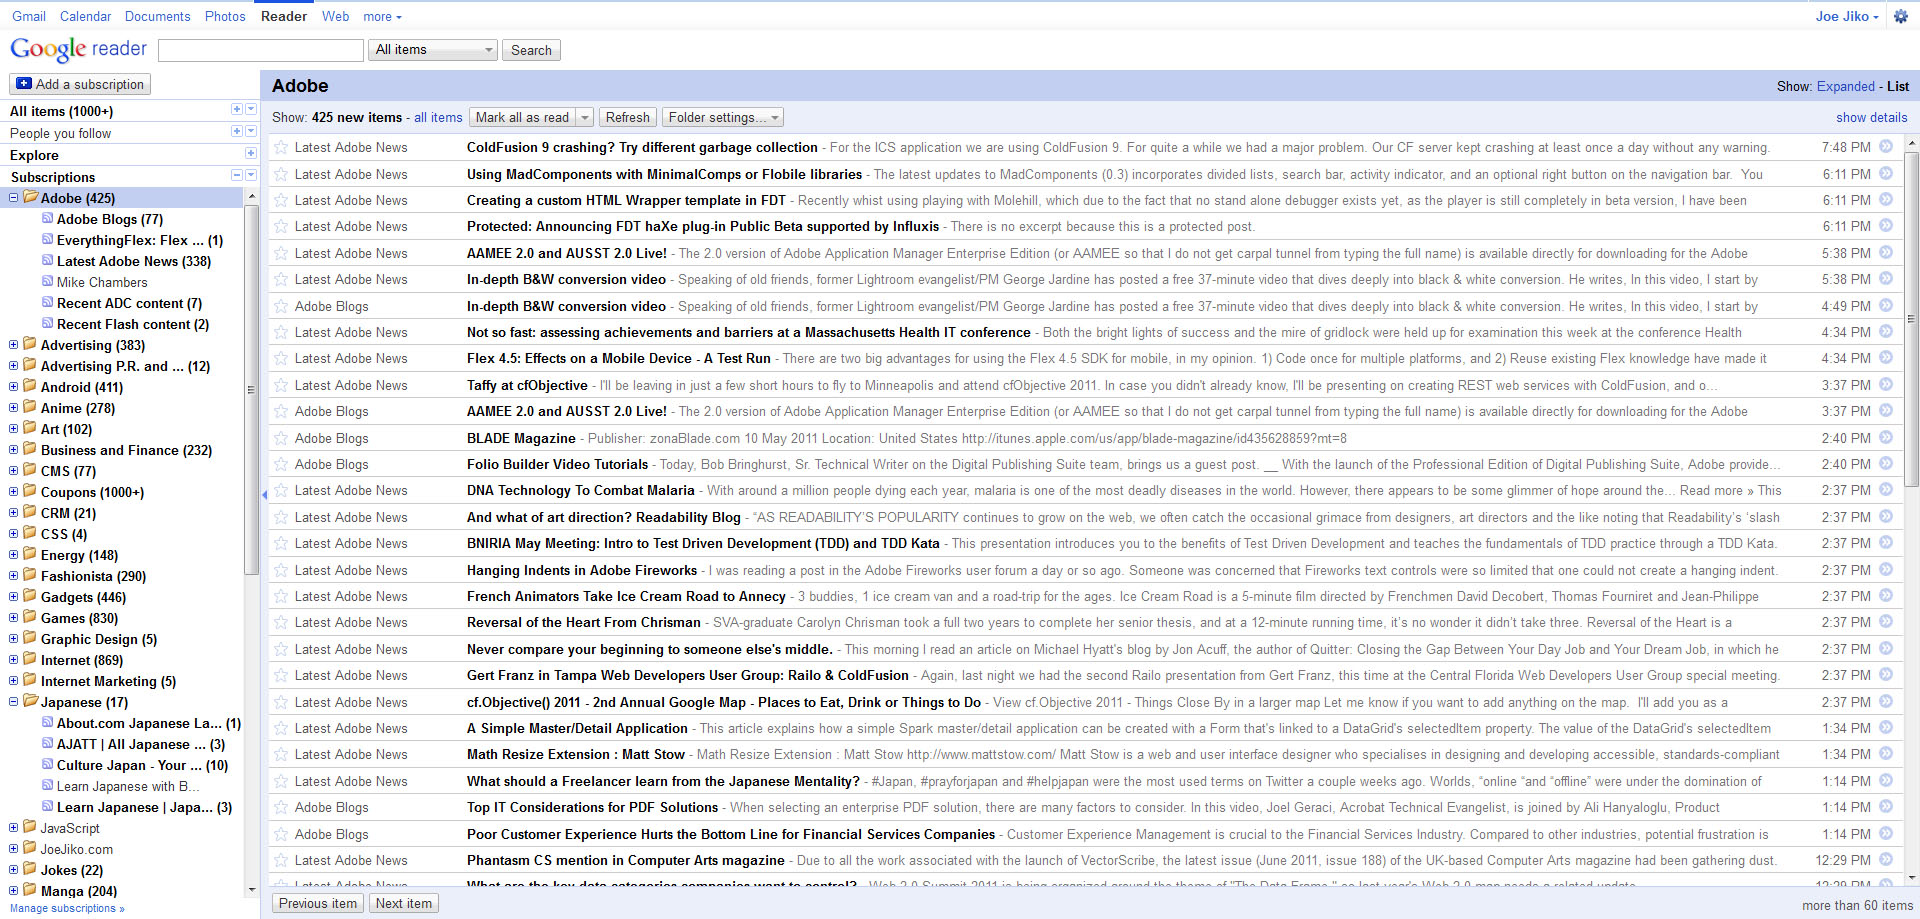 Gmail Calendar Documents Photos Reader Web more Joe Jiko
Google reader All items Search
Add a subscription
All items (1000+)
People you follow
Explore
Subscriptions
Adobe (425)
Adobe Blogs (77)
EverythingFlex: Flex ... (1)
Latest Adobe News (338)
Mike Chambers
Recent ADC content (7)
Recent Flash content (2)
Advertising (383)
Advertising P.R. and ... (12)
Android (411)
Anime (278)
Art (102)
Business and Finance (232)
CMS (77)
Coupons (1000+)
CRM (21)
CSS (4)
Energy (148)
Fashionista (290)
Gadgets (446)
Games (830)
Graphic Design (5)
Internet (869)
Internet Marketing (5)
Japanese (17)
About.com Japanese La... (1)
AJATT | All Japanese ... (3)
Culture Japan - Your ... (10)
Learn Japanese with B...
Learn Japanese | Japa... (3)
JavaScript
JoeJiko.com
Jokes (22)
Manga (204)
Manage subscriptions »
Adobe Show: Expanded - List
Show: 425 new items - all items Mark all as read Refresh Folder settings... show details
Latest Adobe News ColdFusion 9 crashing? Try different garbage collection - For the ICS application we are using ColdFusion 9. For quite a while we had a major problem. Our CF server kept crashing at least once a day without any warning. 7:48 PM
Latest Adobe News Using MadComponents with MinimalComps or Flobile libraries - The latest updates to MadComponents (0.3) incorporates divided lists, search bar, activity indicator, and an optional right button on the navigation bar. You 6:11 PM
Latest Adobe News Creating a custom HTML Wrapper template in FDT - Recently whist using playing with Molehill, which due to the fact that no stand alone debugger exists yet, as the player is still completely in beta version, I have been 6:11 PM
Latest Adobe News Protected: Announcing FDT haXe plug-in Public Beta supported by Influxis - There is no excerpt because this is a protected post. 6:11 PM
Latest Adobe News AAMEE 2.0 and AUSST 2.0 Live! - The 2.0 version of Adobe Application Manager Enterprise Edition (or AAMEE so that I do not get carpal tunnel from typing the full name) is available directly for downloading for the Adobe 5:38 PM
Latest Adobe News In-depth B&W conversion video - Speaking of old friends, former Lightroom evangelist/PM George Jardine has posted a free 37-minute video that dives deeply into black & white conversion. He writes, In this video, I start by 5:38 PM
Adobe Blogs In-depth B&W conversion video - Speaking of old friends, former Lightroom evangelist/PM George Jardine has posted a free 37-minute video that dives deeply into black & white conversion. He writes, In this video, I start by 4:49 PM
Latest Adobe News Not so fast: assessing achievements and barriers at a Massachusetts Health IT conference - Both the bright lights of success and the mire of gridlock were held up for examination this week at the conference Health 4:34 PM
Latest Adobe News Flex 4.5: Effects on a Mobile Device - A Test Run - There are two big advantages for using the Flex 4.5 SDK for mobile, in my opinion. 1) Code once for multiple platforms, and 2) Reuse existing Flex knowledge have made it 4:34 PM
Latest Adobe News Taffy at cfObjective - I'll be leaving in just a few short hours to fly to Minneapolis and attend cfObjective 2011. In case you didn't already know, I'll be presenting on creating REST web services with ColdFusion, and o... 3:37 PM
Adobe Blogs AAMEE 2.0 and AUSST 2.0 Live! - The 2.0 version of Adobe Application Manager Enterprise Edition (or AAMEE so that I do not get carpal tunnel from typing the full name) is available directly for downloading for the Adobe 3:37 PM
Adobe Blogs BLADE Magazine - Publisher: zonaBlade.com 10 May 2011 Location: United States http://itunes.apple.com/us/app/blade-magazine/id435628859?mt=8 2:40 PM
Adobe Blogs Folio Builder Video Tutorials - Today, Bob Bringhurst, Sr. Technical Writer on the Digital Publishing Suite team, brings us a guest post. __ With the launch of the Professional Edition of Digital Publishing Suite, Adobe provide... 2:40 PM
Latest Adobe News DNA Technology To Combat Malaria - With around a million people dying each year, malaria is one of the most deadly diseases in the world. However, there appears to be some glimmer of hope around the... Read more » This 2:37 PM
Latest Adobe News And what of art direction? Readability Blog - “AS READABILITY’S POPULARITY continues to grow on the web, we often catch the occasional grimace from designers, art directors and the like noting that Readability’s ‘slash 2:37 PM
Latest Adobe News BNIRIA May Meeting: Intro to Test Driven Development (TDD) and TDD Kata - This presentation introduces you to the benefits of Test Driven Development and teaches the fundamentals of TDD practice through a TDD Kata. 2:37 PM
Latest Adobe News Hanging Indents in Adobe Fireworks - I was reading a post in the Adobe Fireworks user forum a day or so ago. Someone was concerned that Fireworks text controls were so limited that one could not create a hanging indent. 2:37 PM
Latest Adobe News French Animators Take Ice Cream Road to Annecy - 3 buddies, 1 ice cream van and a road-trip for the ages. Ice Cream Road is a 5-minute film directed by Frenchmen David Decobert, Thomas Fourniret and Jean-Philippe 2:37 PM
Latest Adobe News Reversal of the Heart From Chrisman - SVA-graduate Carolyn Chrisman took a full two years to complete her senior thesis, and at a 12-minute running time, it’s no wonder it didn’t take three. Reversal of the Heart is a 2:37 PM
Latest Adobe News Never compare your beginning to someone else's middle. - This morning I read an article on Michael Hyatt's blog by Jon Acuff, the author of Quitter: Closing the Gap Between Your Day Job and Your Dream Job, in which he 2:37 PM
Latest Adobe News Gert Franz in Tampa Web Developers User Group: Railo & ColdFusion - Again, last night we had the second Railo presentation from Gert Franz, this time at the Central Florida Web Developers User Group special meeting. 2:37 PM
Latest Adobe News cf.Objective() 2011 - 2nd Annual Google Map - Places to Eat, Drink or Things to Do - View cf.Objective 2011 - Things Close By in a larger map Let me know if you want to add anything on the map. I'll add you as a 2:37 PM
Latest Adobe News A Simple Master/Detail Application - This article explains how a simple Spark master/detail application can be created with a Form that's linked to a DataGrid's selectedItem property. The value of the DataGrid's selectedItem 1:34 PM
Latest Adobe News Math Resize Extension : Matt Stow - Math Resize Extension : Matt Stow http://www.mattstow.com/ Matt Stow is a web and user interface designer who specialises in designing and developing accessible, standards-compliant 1:34 PM
Latest Adobe News What should a Freelancer learn from the Japanese Mentality? - #Japan, #prayforjapan and #helpjapan were the most used terms on Twitter a couple weeks ago. Worlds, “online “and “offline” were under the domination of 1:14 PM
Adobe Blogs Top IT Considerations for PDF Solutions - When selecting an enterprise PDF solution, there are many factors to consider. In this video, Joel Geraci, Acrobat Technical Evangelist, is joined by Ali Hanyaloglu, Product 1:14 PM
Adobe Blogs Poor Customer Experience Hurts the Bottom Line for Financial Services Companies - Customer Experience Management is crucial to the Financial Services Industry. Compared to other industries, potential frustration is 1:14 PM
Latest Adobe News Phantasm CS mention in Computer Arts magazine - Due to all the work associated with the launch of VectorScribe, the latest issue (June 2011, issue 188) of the UK-based Computer Arts magazine had been gathering dust. 12:29 PM
Latest Adobe News What are the key data categories companies want to control? - Web 2.0 Summit 2011 is being organized around the theme of "The Data Frame," so last year's Web 2.0 map needs a related update 12:29 PM
Previous item Next item more than 60 items